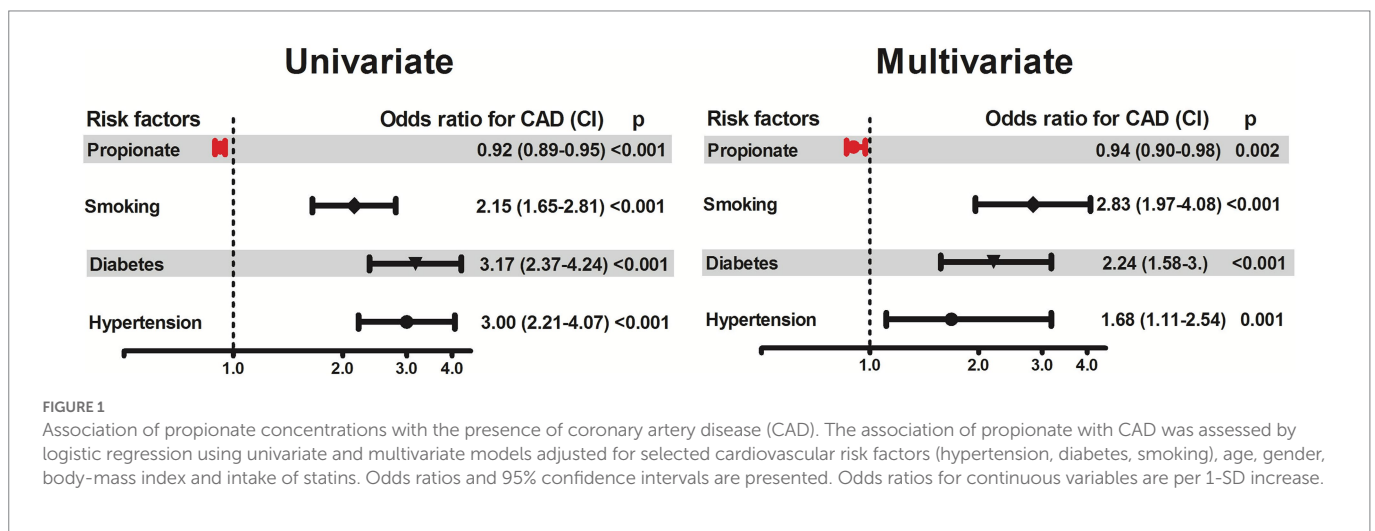 Univariate
Risk factors Odds ratio for CAD (CI) p
Propionate 0.92 (0.89-0.95) <0.001
Smoking 2.15 (1.65-2.81) <0.001
Diabetes 3.17 (2.37-4.24) <0.001
Hypertension 3.00 (2.21-4.07) <0.001
1.0 2.0 3.0 4.0
Multivariate
Risk factors Odds ratio for CAD (CI) p
Propionate 0.94 (0.90-0.98) 0.002
Smoking 2.83 (1.97-4.08) <0.001
Diabetes 2.24 (1.58-3.) <0.001
Hypertension 1.68 (1.11-2.54) 0.001
1.0 2.0 3.0 4.0
FIGURE 1
Association of propionate concentrations with the presence of coronary artery disease (CAD). The association of propionate with CAD was assessed by
logistic regression using univariate and multivariate models adjusted for selected cardiovascular risk factors (hypertension, diabetes, smoking), age, gender,
body-mass index and intake of statins. Odds ratios and 95% confidence intervals are presented. Odds ratios for continuous variables are per 1-SD increase.